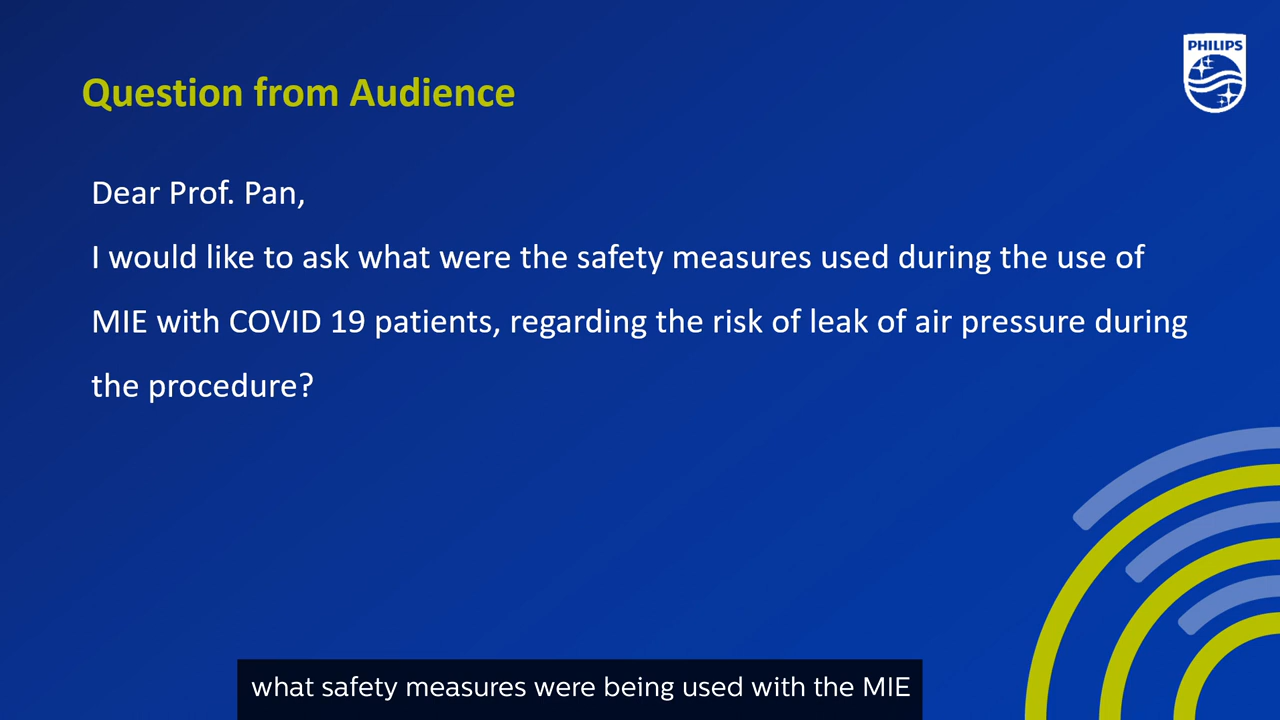 PHILIPS
Question from Audience
Dear Prof. Pan,
I would like to ask what were the safety measures used during the use of
MIE with COVID 19 patients, regarding the risk of leak of air pressure during
the procedure?
what safety measures were being used with the MIE